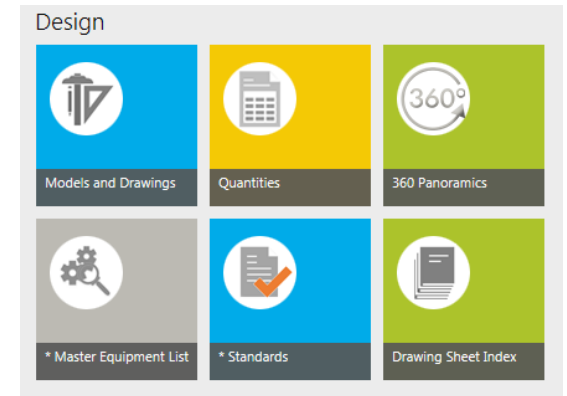 Design
Models and Drawings
Quantities
360°
360 Panoramics
* Master Equipment List
* Standards
Drawing Sheet Index